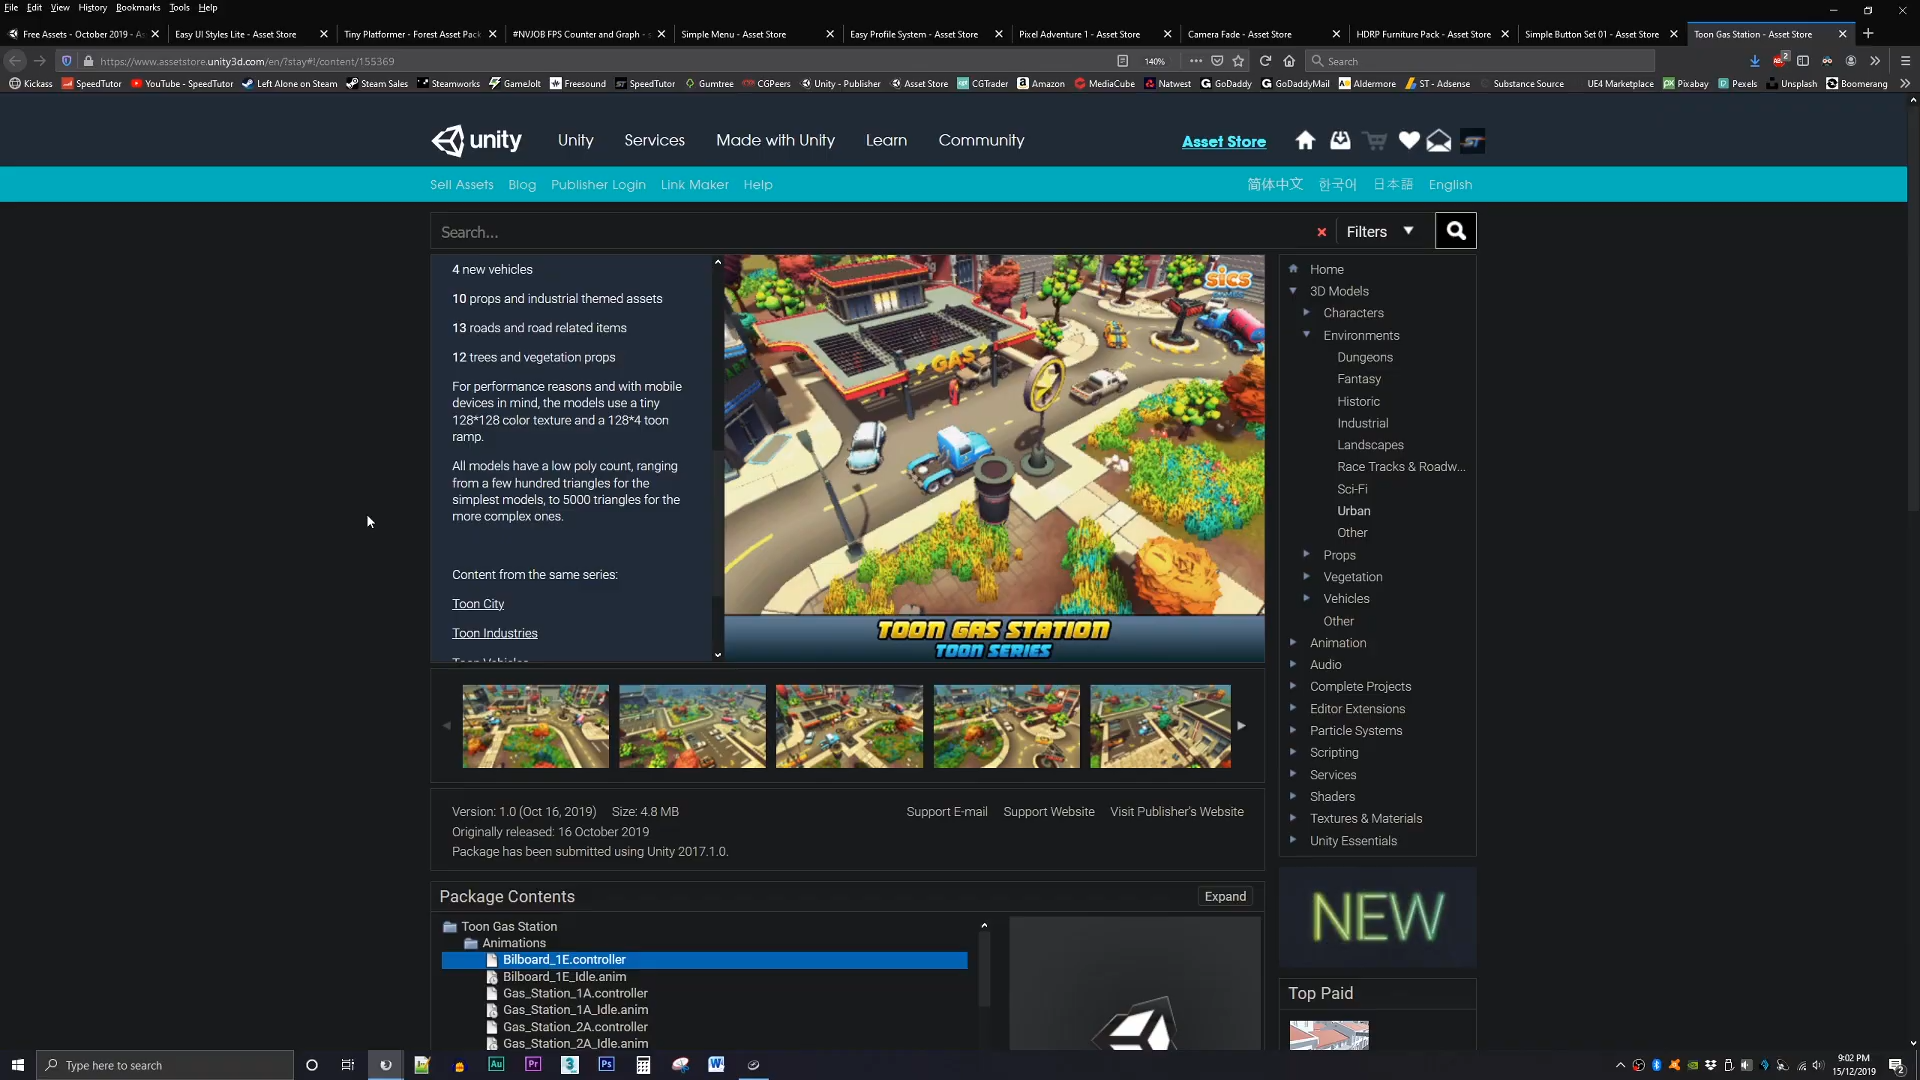 File Edit View History Bookmarks Tools Help
Free Assets - October 2019 - As
Easy UI Styles Lite - Asset Store
Tiny Platformer - Forest Asset Pack
#NVJOB FPS Counter and Graph - s
Simple Menu - Asset Store
Easy Profile System - Asset Store
Pixel Adventure 1 - Asset Store
Camera Fade - Asset Store
HDRP Furniture Pack - Asset Store
Simple Button Set 01 - Asset Store
Toon Gas Station - Asset Store
https://www.assetstore.unity3d.com/en/?stay#!/content/155369
140%
Search
Kickass SpeedTutor YouTube - SpeedTutor Left Alone on Steam Steam Sales Steamworks GameJolt Freesound SpeedTutor Gumtree CGPeers Unity - Publisher Asset Store CGTrader Amazon MediaCube Natwest GoDaddy GoDaddyMail Aldermore ST - Adsense Substance Source UE4 Marketplace Pixabay Pexels Unsplash Boomerang
unity
Unity Services Made with Unity Learn Community
Asset Store
ST
Sell Assets Blog Publisher Login Link Maker Help
简体中文 한국어 日本語 English
Search...
Filters
4 new vehicles
10 props and industrial themed assets
13 roads and road related items
12 trees and vegetation props
For performance reasons and with mobile
devices in mind, the models use a tiny
128*128 color texture and a 128*4 toon
ramp.
All models have a low poly count, ranging
from a few hundred triangles for the
simplest models, to 5000 triangles for the
more complex ones.
Content from the same series:
Toon City
Toon Industries
Toon Vehicles
sics
GAS
TOON GAS STATION
TOON SERIES
Home
3D Models
Characters
Environments
Dungeons
Fantasy
Historic
Industrial
Landscapes
Race Tracks & Roadw...
Sci-Fi
Urban
Other
Props
Vegetation
Vehicles
Other
Animation
Audio
Complete Projects
Editor Extensions
Particle Systems
Scripting
Services
Shaders
Textures & Materials
Unity Essentials
Version: 1.0 (Oct 16, 2019) Size: 4.8 MB
Originally released: 16 October 2019
Package has been submitted using Unity 2017.1.0.
Support E-mail Support Website Visit Publisher's Website
Package Contents
Expand
Toon Gas Station
Animations
Bilboard_1E.controller
Bilboard_1E_Idle.anim
Gas_Station_1A.controller
Gas_Station_1A_Idle.anim
Gas_Station_2A.controller
Gas_Station_2A_Idle.anim
NEW
Top Paid
Type here to search
Au
Pr
3
Ps
W
9:02 PM
15/12/2019
2